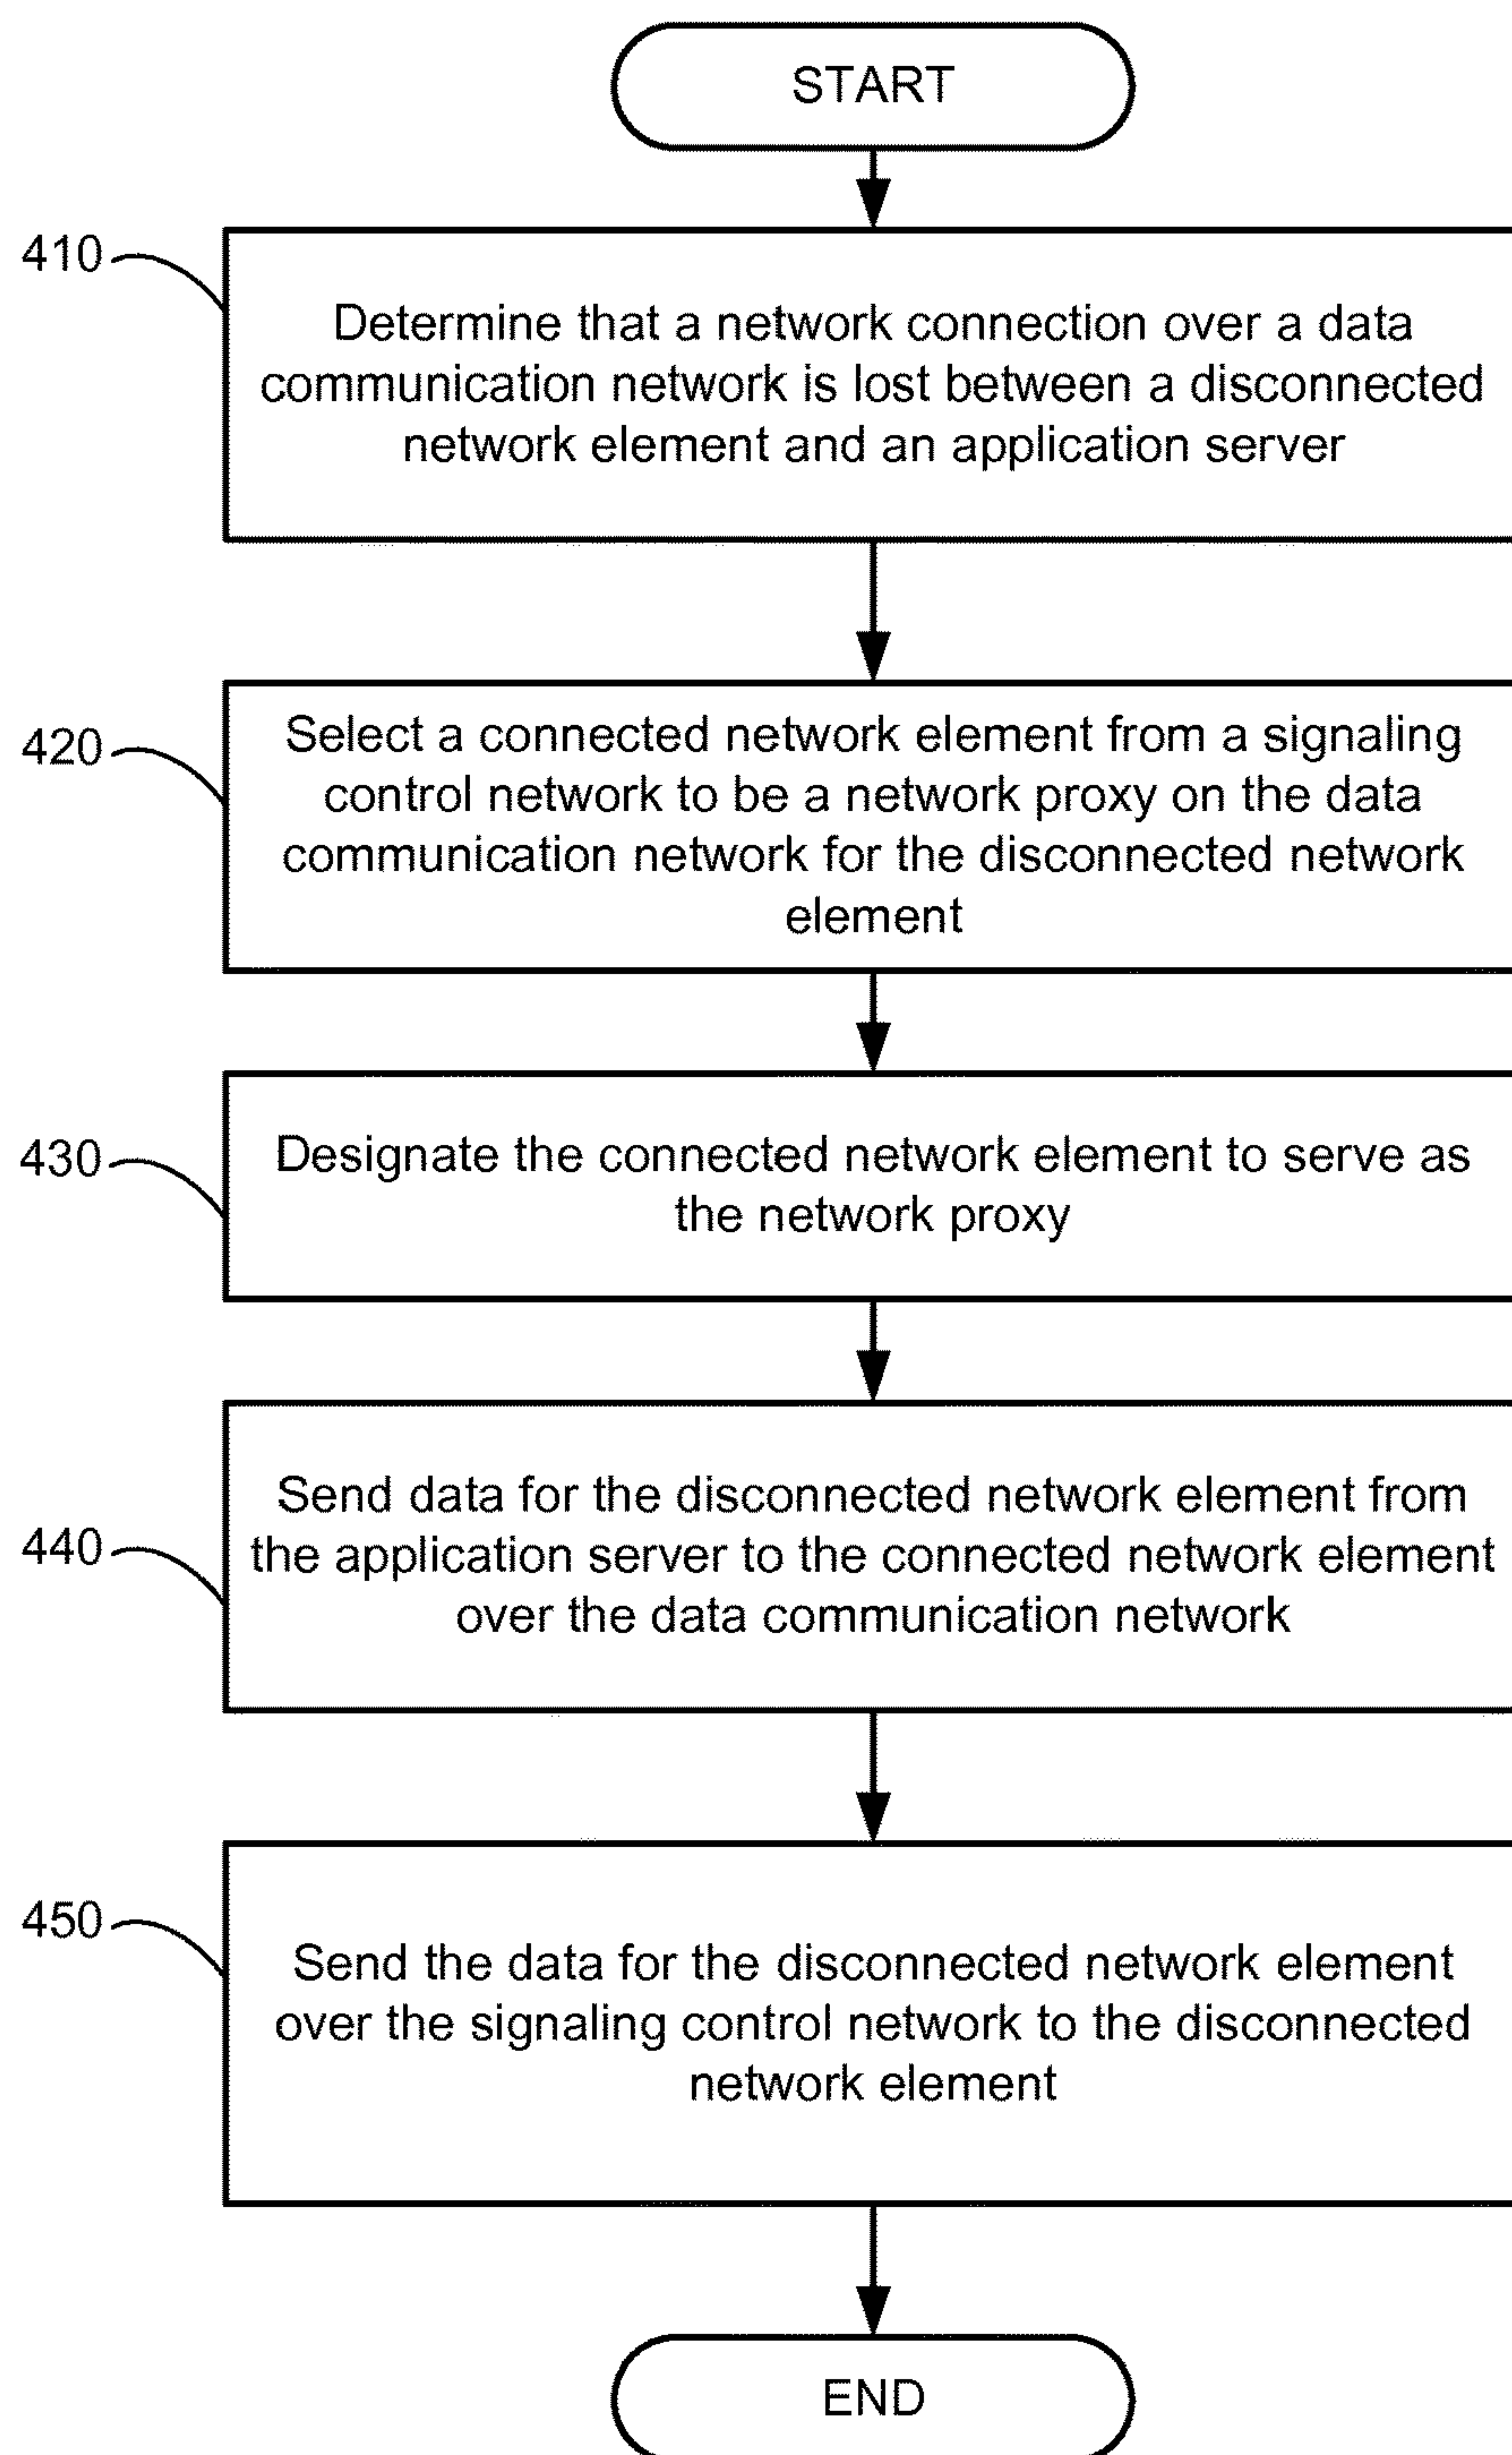 START
410
Determine that a network connection over a data
communication network is lost between a disconnected
network element and an application server
420
Select a connected network element from a signaling
control network to be a network proxy on the data
communication network for the disconnected network
element
430
Designate the connected network element to serve as
the network proxy
440
Send data for the disconnected network element from
the application server to the connected network element
over the data communication network
450
Send the data for the disconnected network element
over the signaling control network to the disconnected
network element
END